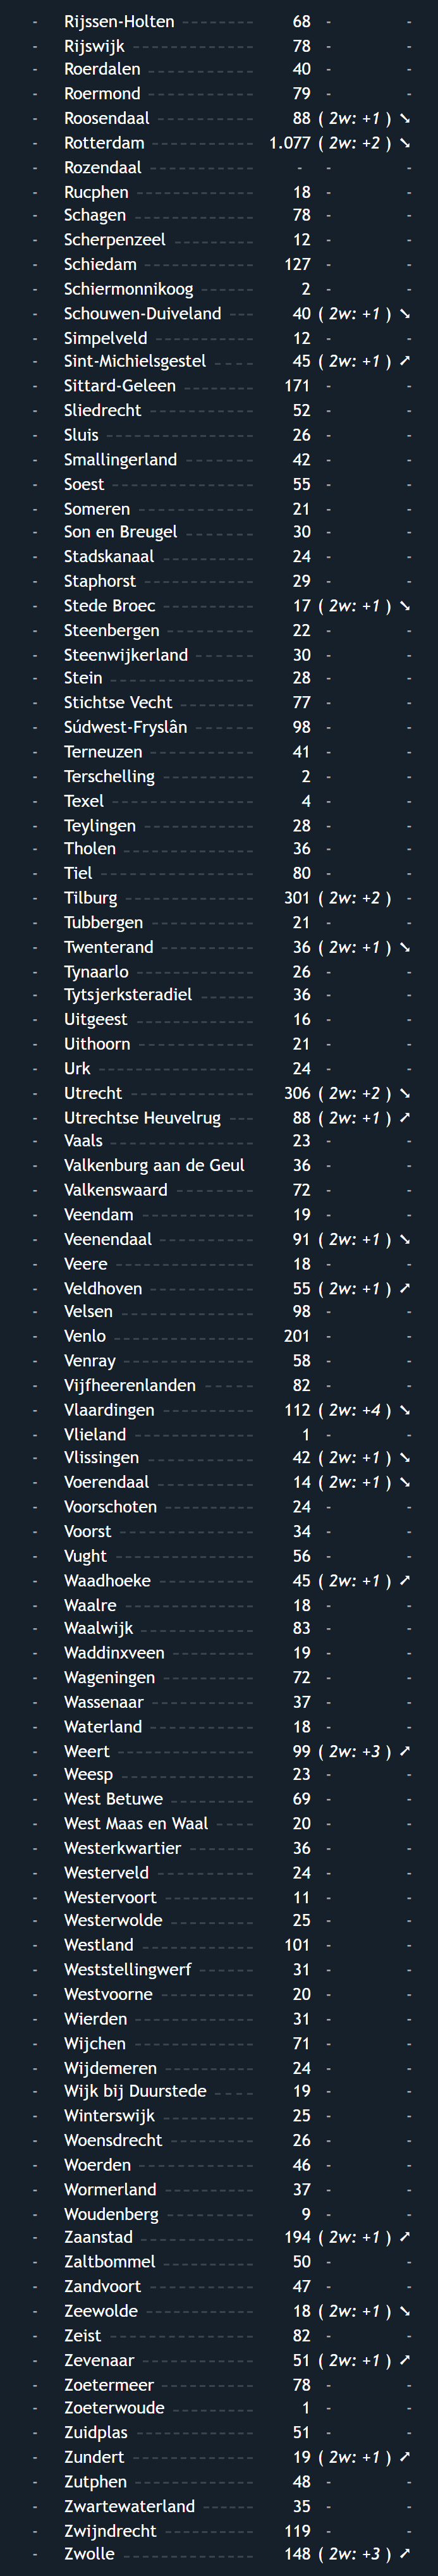 - Rijssen-Holten 68 - -
- Rijswijk 78 - -
- Roerdalen 40 - -
- Roermond 79 - -
- Roosendaal 88 ( 2w: +1 ) ➘
- Rotterdam 1.077 ( 2w: +2 ) ➘
- Rozendaal - - -
- Rucphen 18 - -
- Schagen 78 - -
- Scherpenzeel 12 - -
- Schiedam 127 - -
- Schiermonnikoog 2 - -
- Schouwen-Duiveland 40 ( 2w: +1 ) ➘
- Simpelveld 12 - -
- Sint-Michielsgestel 45 ( 2w: +1 ) ➚
- Sittard-Geleen 171 - -
- Sliedrecht 52 - -
- Sluis 26 - -
- Smallingerland 42 - -
- Soest 55 - -
- Someren 21 - -
- Son en Breugel 30 - -
- Stadskanaal 24 - -
- Staphorst 29 - -
- Stede Broec 17 ( 2w: +1 ) ➘
- Steenbergen 22 - -
- Steenwijkerland 30 - -
- Stein 28 - -
- Stichtse Vecht 77 - -
- Súdwest-Fryslân 98 - -
- Terneuzen 41 - -
- Terschelling 2 - -
- Texel 4 - -
- Teylingen 28 - -
- Tholen 36 - -
- Tiel 80 - -
- Tilburg 301 ( 2w: +2 ) -
- Tubbergen 21 - -
- Twenterand 36 ( 2w: +1 ) ➘
- Tynaarlo 26 - -
- Tytsjerksteradiel 36 - -
- Uitgeest 16 - -
- Uithoorn 21 - -
- Urk 24 - -
- Utrecht 306 ( 2w: +2 ) ➘
- Utrechtse Heuvelrug 88 ( 2w: +1 ) ➚
- Vaals 23 - -
- Valkenburg aan de Geul 36 - -
- Valkenswaard 72 - -
- Veendam 19 - -
- Veenendaal 91 ( 2w: +1 ) ➘
- Veere 18 - -
- Veldhoven 55 ( 2w: +1 ) ➚
- Velsen 98 - -
- Venlo 201 - -
- Venray 58 - -
- Vijfheerenlanden 82 - -
- Vlaardingen 112 ( 2w: +4 ) ➘
- Vlieland 1 - -
- Vlissingen 42 ( 2w: +1 ) ➘
- Voerendaal 14 ( 2w: +1 ) ➘
- Voorschoten 24 - -
- Voorst 34 - -
- Vught 56 - -
- Waadhoeke 45 ( 2w: +1 ) ➚
- Waalre 18 - -
- Waalwijk 83 - -
- Waddinxveen 19 - -
- Wageningen 72 - -
- Wassenaar 37 - -
- Waterland 18 - -
- Weert 99 ( 2w: +3 ) ➚
- Weesp 23 - -
- West Betuwe 69 - -
- West Maas en Waal 20 - -
- Westerkwartier 36 - -
- Westerveld 24 - -
- Westervoort 11 - -
- Westerwolde 25 - -
- Westland 101 - -
- Weststellingwerf 31 - -
- Westvoorne 20 - -
- Wierden 31 - -
- Wijchen 71 - -
- Wijdemeren 24 - -
- Wijk bij Duurstede 19 - -
- Winterswijk 25 - -
- Woensdrecht 26 - -
- Woerden 46 - -
- Wormerland 37 - -
- Woudenberg 9 - -
- Zaanstad 194 ( 2w: +1 ) ➚
- Zaltbommel 50 - -
- Zandvoort 47 - -
- Zeewolde 18 ( 2w: +1 ) ➘
- Zeist 82 - -
- Zevenaar 51 ( 2w: +1 ) ➚
- Zoetermeer 78 - -
- Zoeterwoude 1 - -
- Zuidplas 51 - -
- Zundert 19 ( 2w: +1 ) ➚
- Zutphen 48 - -
- Zwartewaterland 35 - -
- Zwijndrecht 119 - -
- Zwolle 148 ( 2w: +3 ) ➚